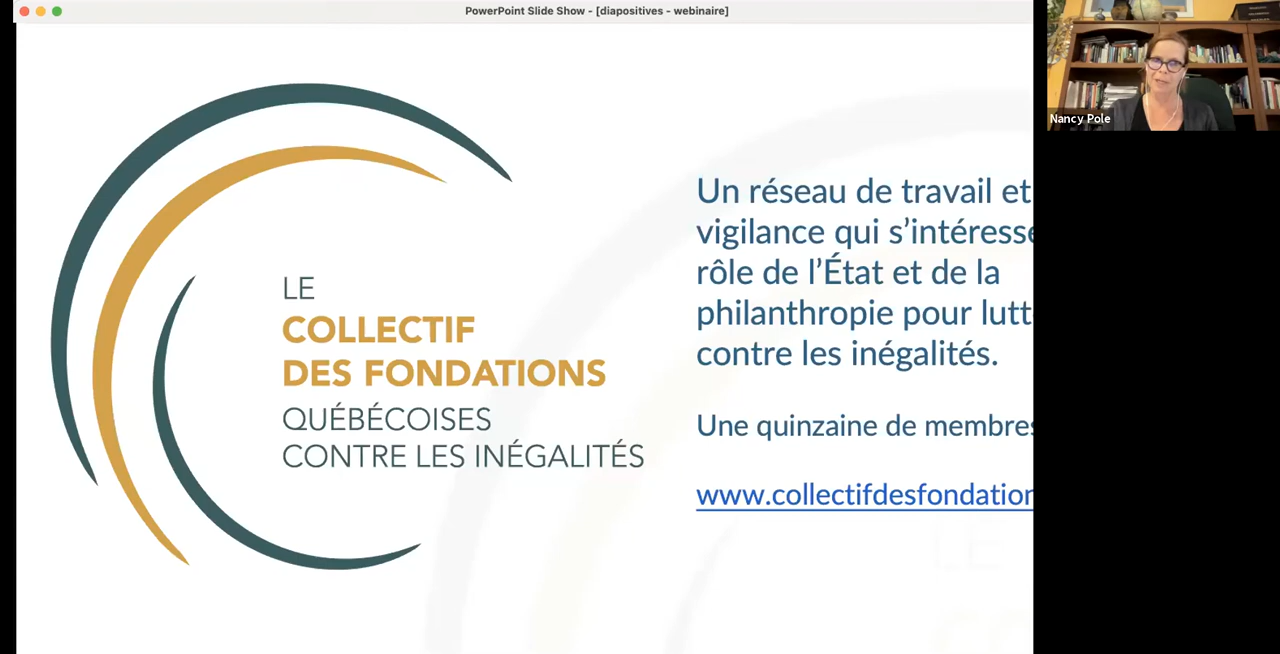 PowerPoint Slide Show - [diapositives - webinaire]
Nancy Pole
LE
COLLECTIF
DES FONDATIONS
QUÉBÉCOISES
CONTRE LES INÉGALITÉS
Un réseau de travail et
vigilance qui s’intéresse
rôle de l’État et de la
philanthropie pour lutt
contre les inégalités.
Une quinzaine de membres
www.collectifdesfondation